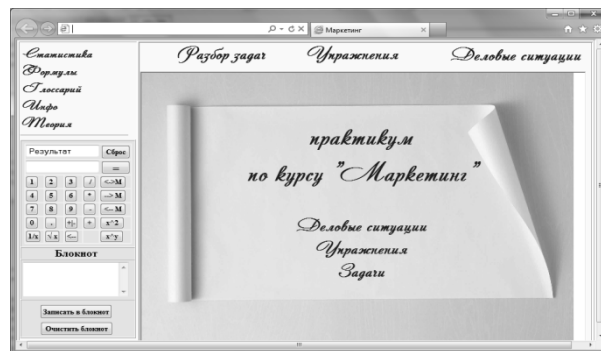 Маркетинг
Статистика
Формулы
Глоссарий
Инфо
Теория
Разбор задач
Упражнения
Деловые ситуации
Результат
Сброс
=
1 2 3 / <->M
4 5 6 * —>M
7 8 9 - <—M
0 . +|- + x^2
1/x √x <— x^y
Блокнот
Записать в блокнот
Очистить блокнот
практикум
по курсу "Маркетинг"
Деловые ситуации
Упражнения
Задачи